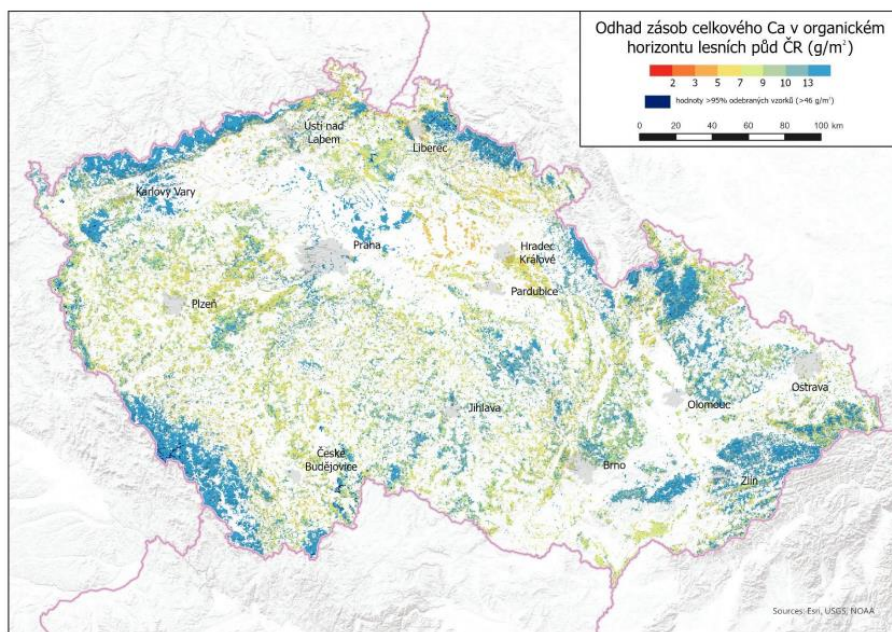 Odhad zásob celkového Ca v organickém
horizontu lesních půd ČR (g/m²)
2 3 5 7 9 10 13
hodnoty >95% odebraných vzorků (>46 g/m²)
0 20 40 60 80 100 km
Ústí nad
Labem
Liberec
Karlovy Vary
Praha
Hradec
Králové
Pardubice
Plzeň
Ostrava
Olomouc
Jihlava
České
Budějovice
Brno
Zlín
Sources: Esri, USGS, NOAA